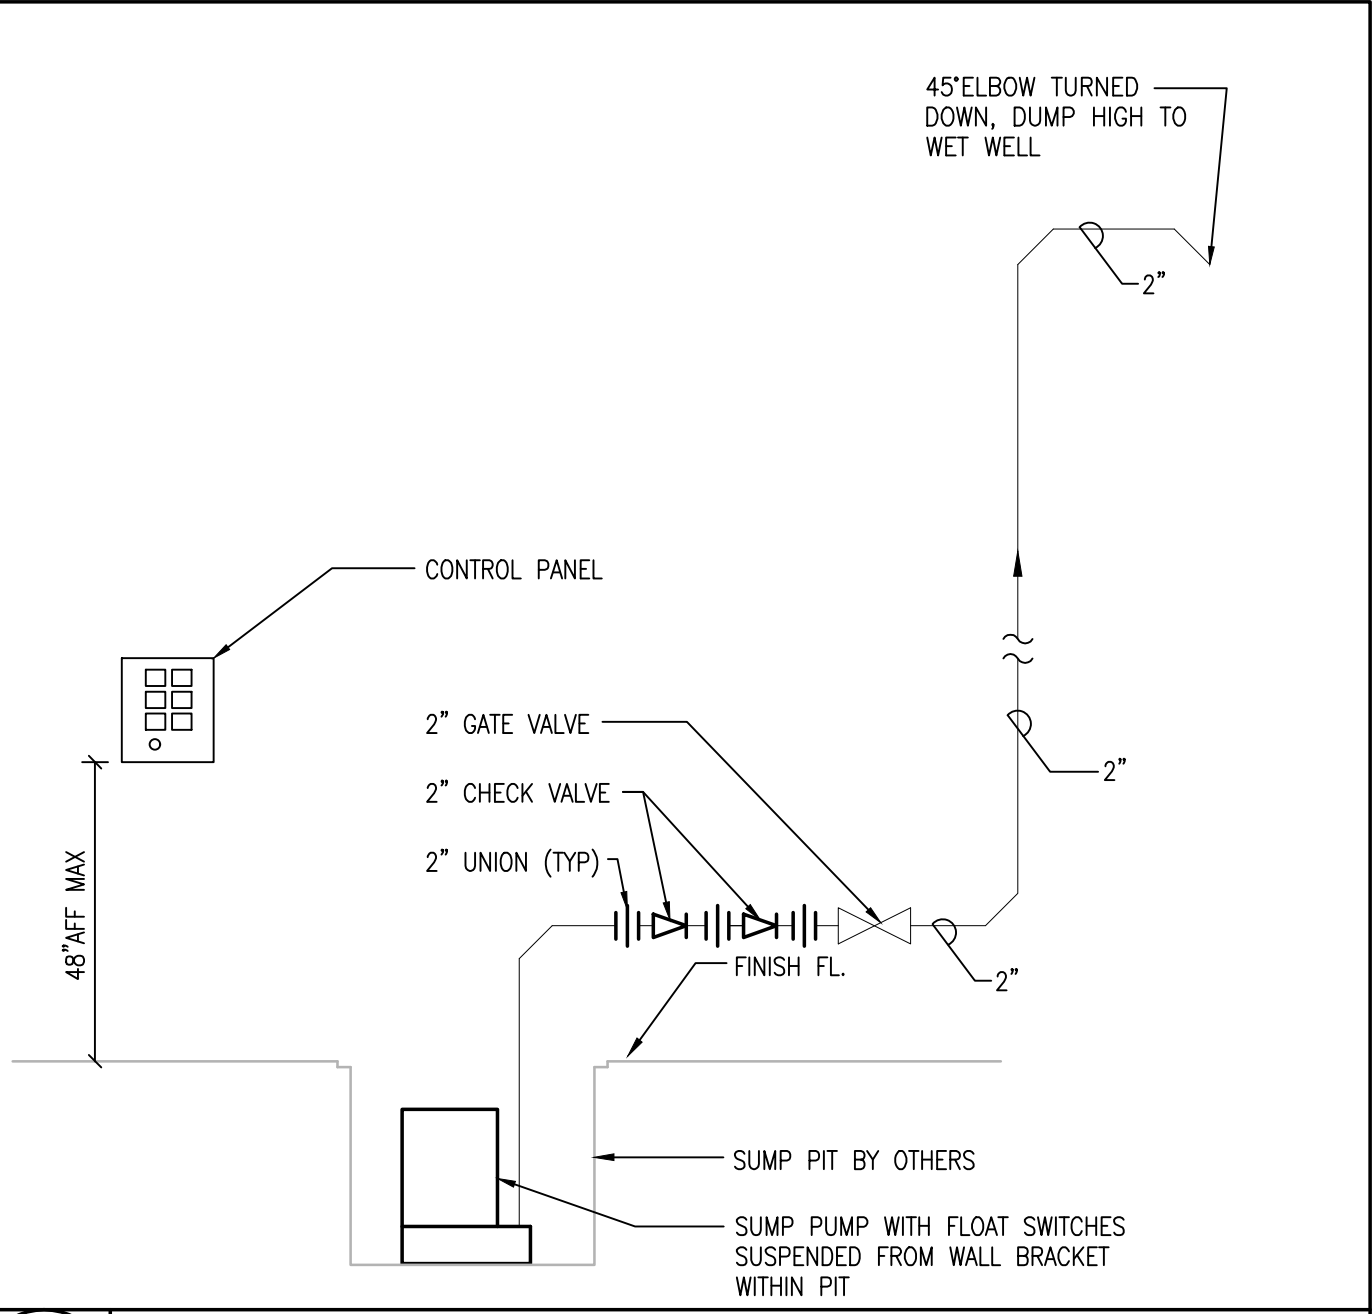 45°ELBOW TURNED
DOWN, DUMP HIGH TO
WET WELL
2”
CONTROL PANEL
2” GATE VALVE
2”
2” CHECK VALVE
2” UNION (TYP)
48”AFF MAX
FINISH FL.
2”
SUMP PIT BY OTHERS
SUMP PUMP WITH FLOAT SWITCHES
SUSPENDED FROM WALL BRACKET
WITHIN PIT